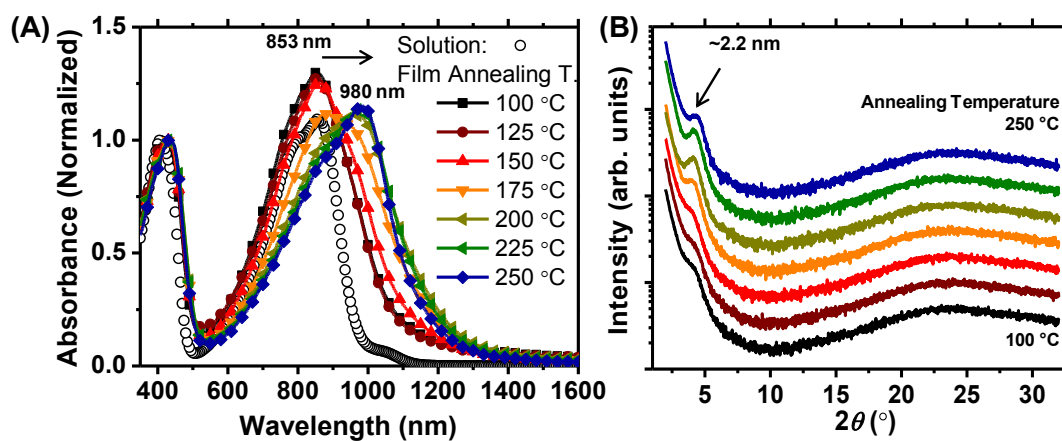 (A)
853 nm
980 nm
Solution:
Film Annealing T.
100 °C
125 °C
150 °C
175 °C
200 °C
225 °C
250 °C
1.5
1.0
0.5
0.0
Absorbance (Normalized)
400 600 800 1000 1200 1400 1600
Wavelength (nm)
(B)
~2.2 nm
Annealing Temperature
250 °C
100 °C
Intensity (arb. units)
5 10 15 20 25 30
2θ (°)